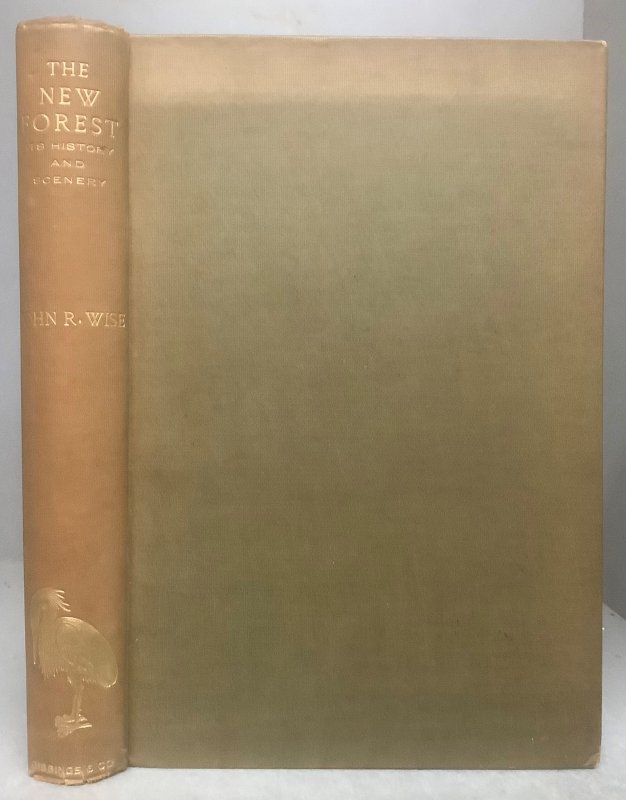 THE
NEW
FOREST
ITS HISTORY
AND
SCENERY
JOHN R. WISE
GIBBINGS & CO